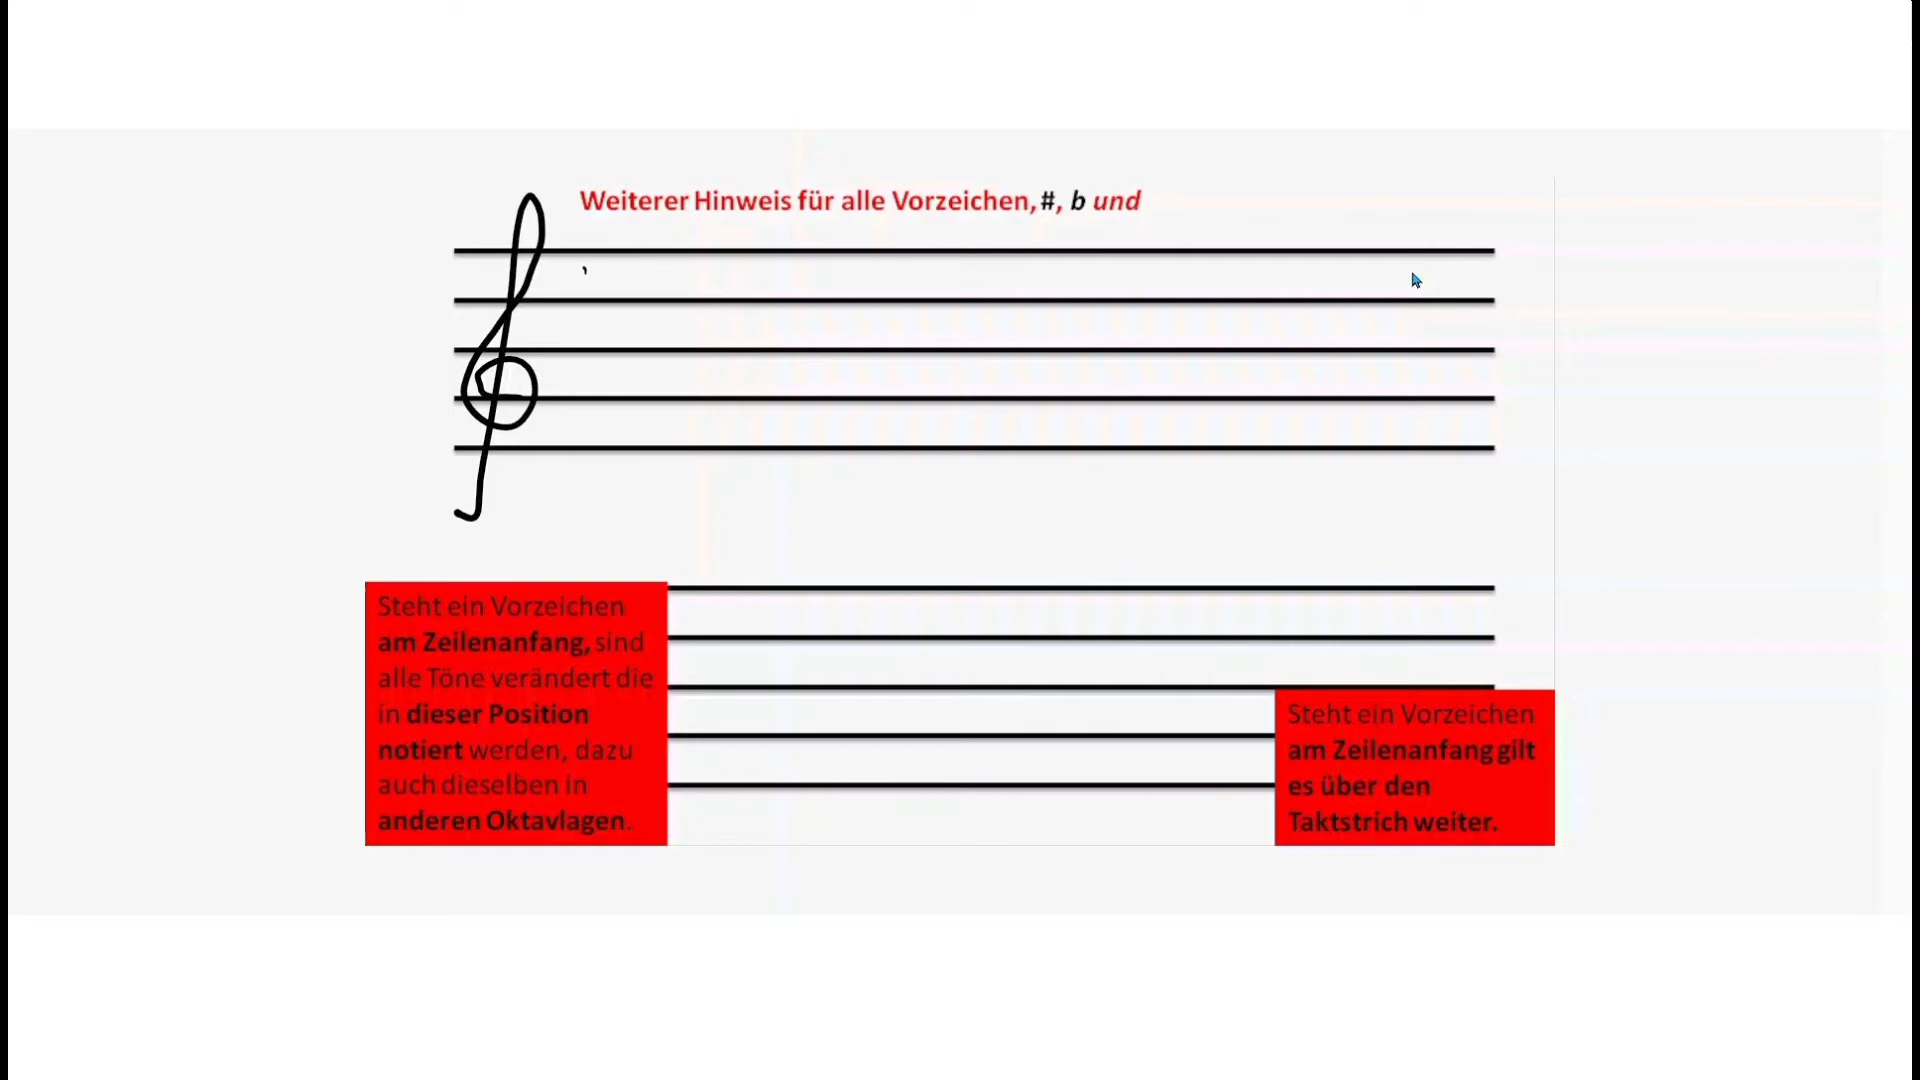 Weiterer Hinweis für alle Vorzeichen, #, b und
Steht ein Vorzeichen
am Zeilenanfang, sind
alle Töne verändert die
in dieser Position
notiert werden, dazu
auch dieselben in
anderen Oktavlagen.
Steht ein Vorzeichen
am Zeilenanfang gilt
es über den
Taktstrich weiter.